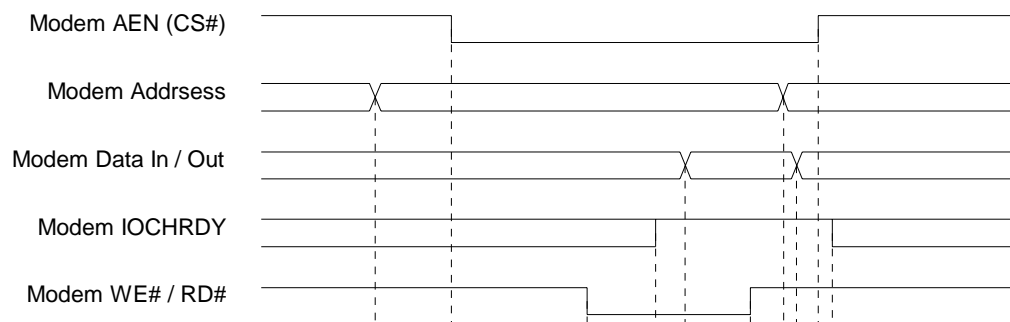 Modem AEN (CS#)
Modem Addrsess
Modem Data In / Out
Modem IOCHRDY
Modem WE# / RD#